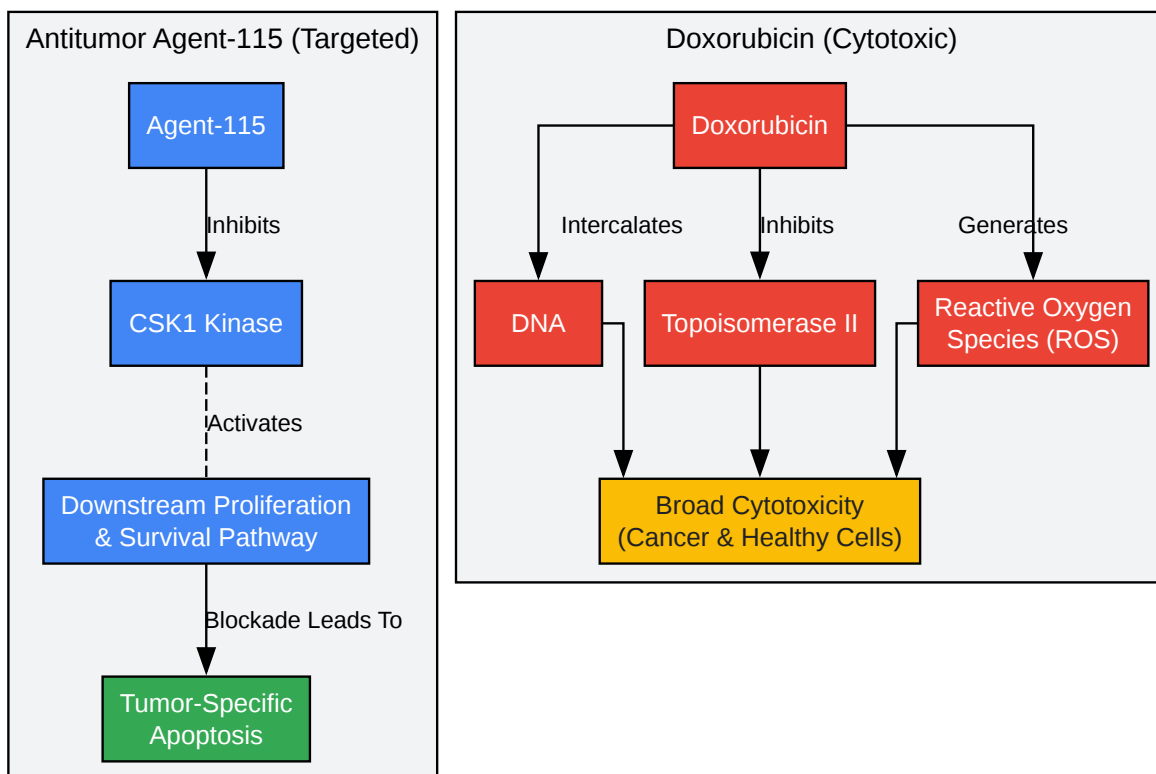 Antitumor Agent-115 (Targeted)
Agent-115
Inhibits
CSK1 Kinase
Activates
Downstream Proliferation
& Survival Pathway
Blockade Leads To
Tumor-Specific
Apoptosis
Doxorubicin (Cytotoxic)
Doxorubicin
Intercalates
Inhibits
Generates
DNA
Topoisomerase II
Reactive Oxygen
Species (ROS)
Broad Cytotoxicity
(Cancer & Healthy Cells)